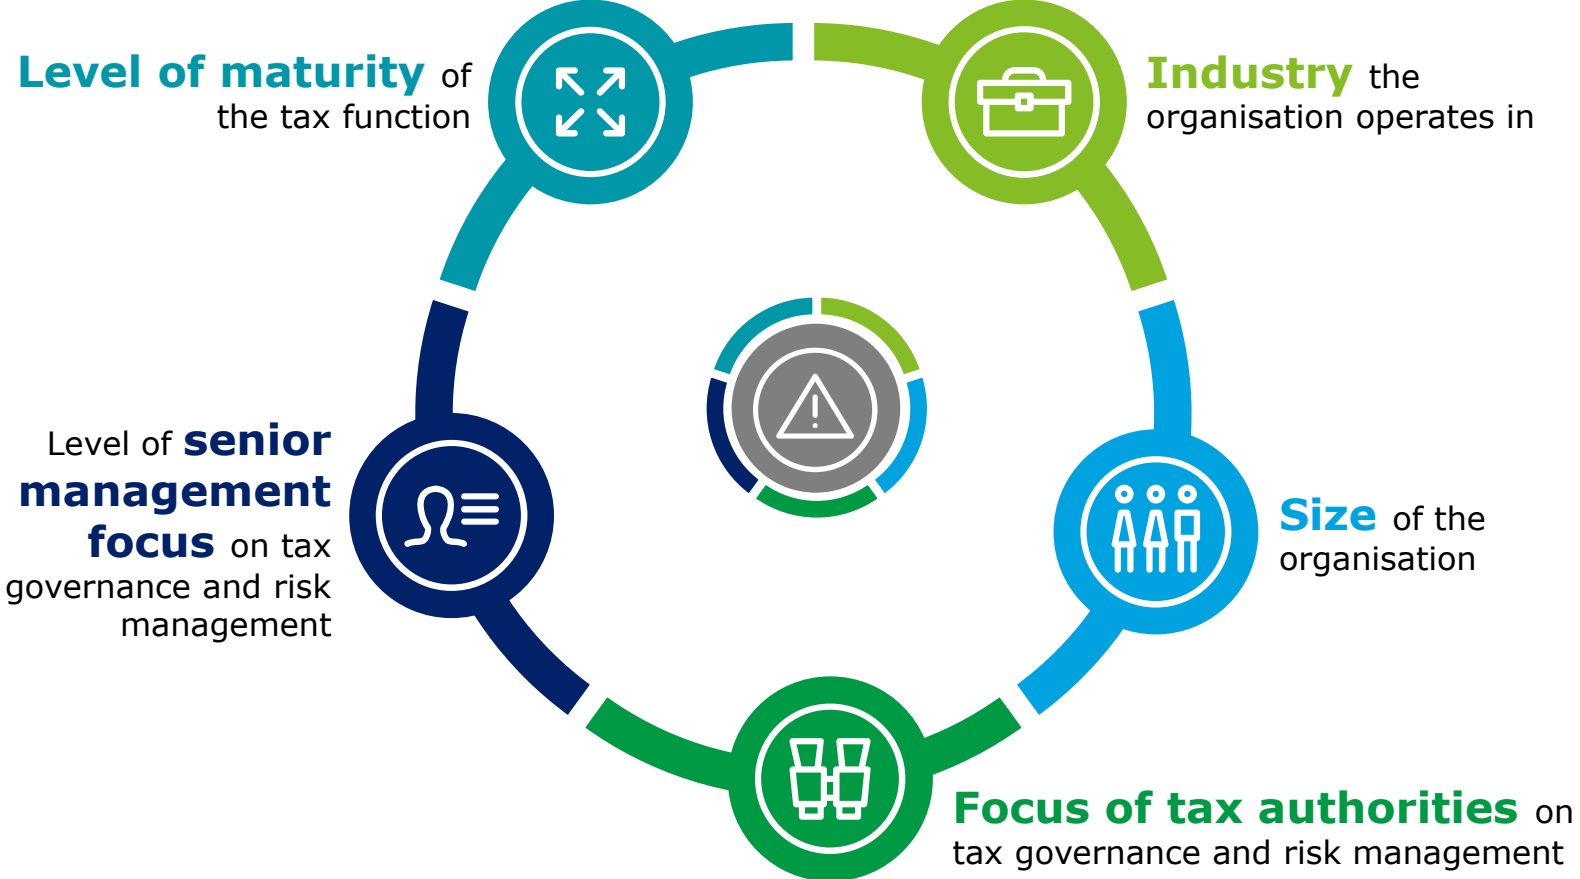 Level of maturity of
the tax function
Industry the
organisation operates in
Level of senior
management
focus on tax
governance and risk
management
Size of the
organisation
Focus of tax authorities on
tax governance and risk management